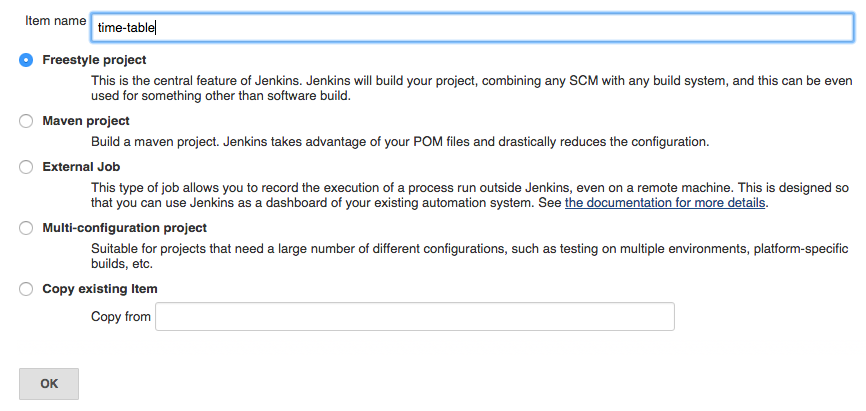 Item name time-table
Freestyle project
This is the central feature of Jenkins. Jenkins will build your project, combining any SCM with any build system, and this can be even
used for something other than software build.
Maven project
Build a maven project. Jenkins takes advantage of your POM files and drastically reduces the configuration.
External Job
This type of job allows you to record the execution of a process run outside Jenkins, even on a remote machine. This is designed so
that you can use Jenkins as a dashboard of your existing automation system. See the documentation for more details.
Multi-configuration project
Suitable for projects that need a large number of different configurations, such as testing on multiple environments, platform-specific
builds, etc.
Copy existing Item
Copy from
OK